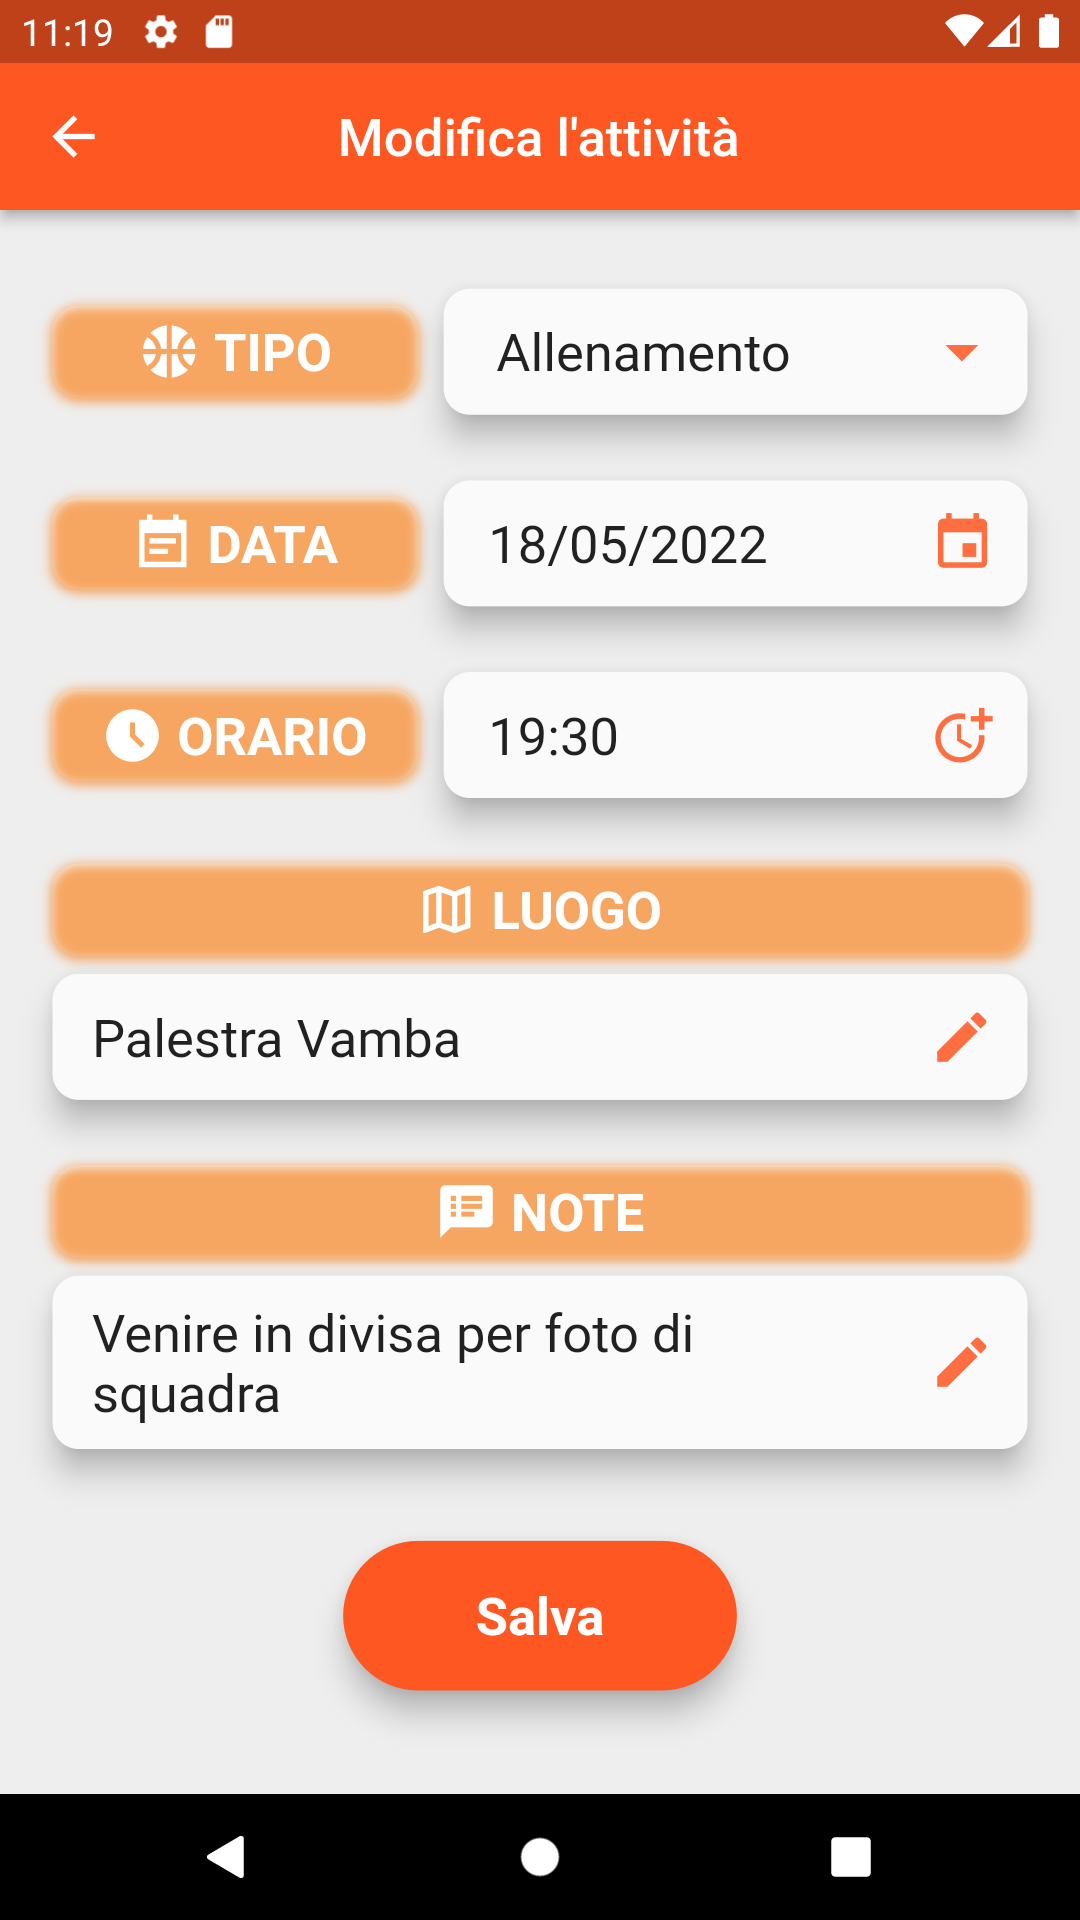 11:19
Modifica l'attività
TIPO
Allenamento
DATA
18/05/2022
ORARIO
19:30
LUOGO
Palestra Vamba
NOTE
Venire in divisa per foto di
squadra
Salva